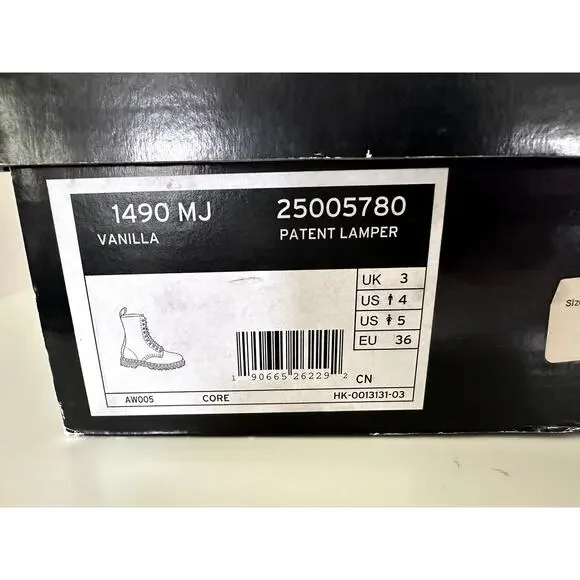 1490 MJ 25005780
VANILLA PATENT LAMPER
UK 3
US 4
US 5
EU 36
1 90665 26229 2
CN
AW005 CORE HK-0013131-03